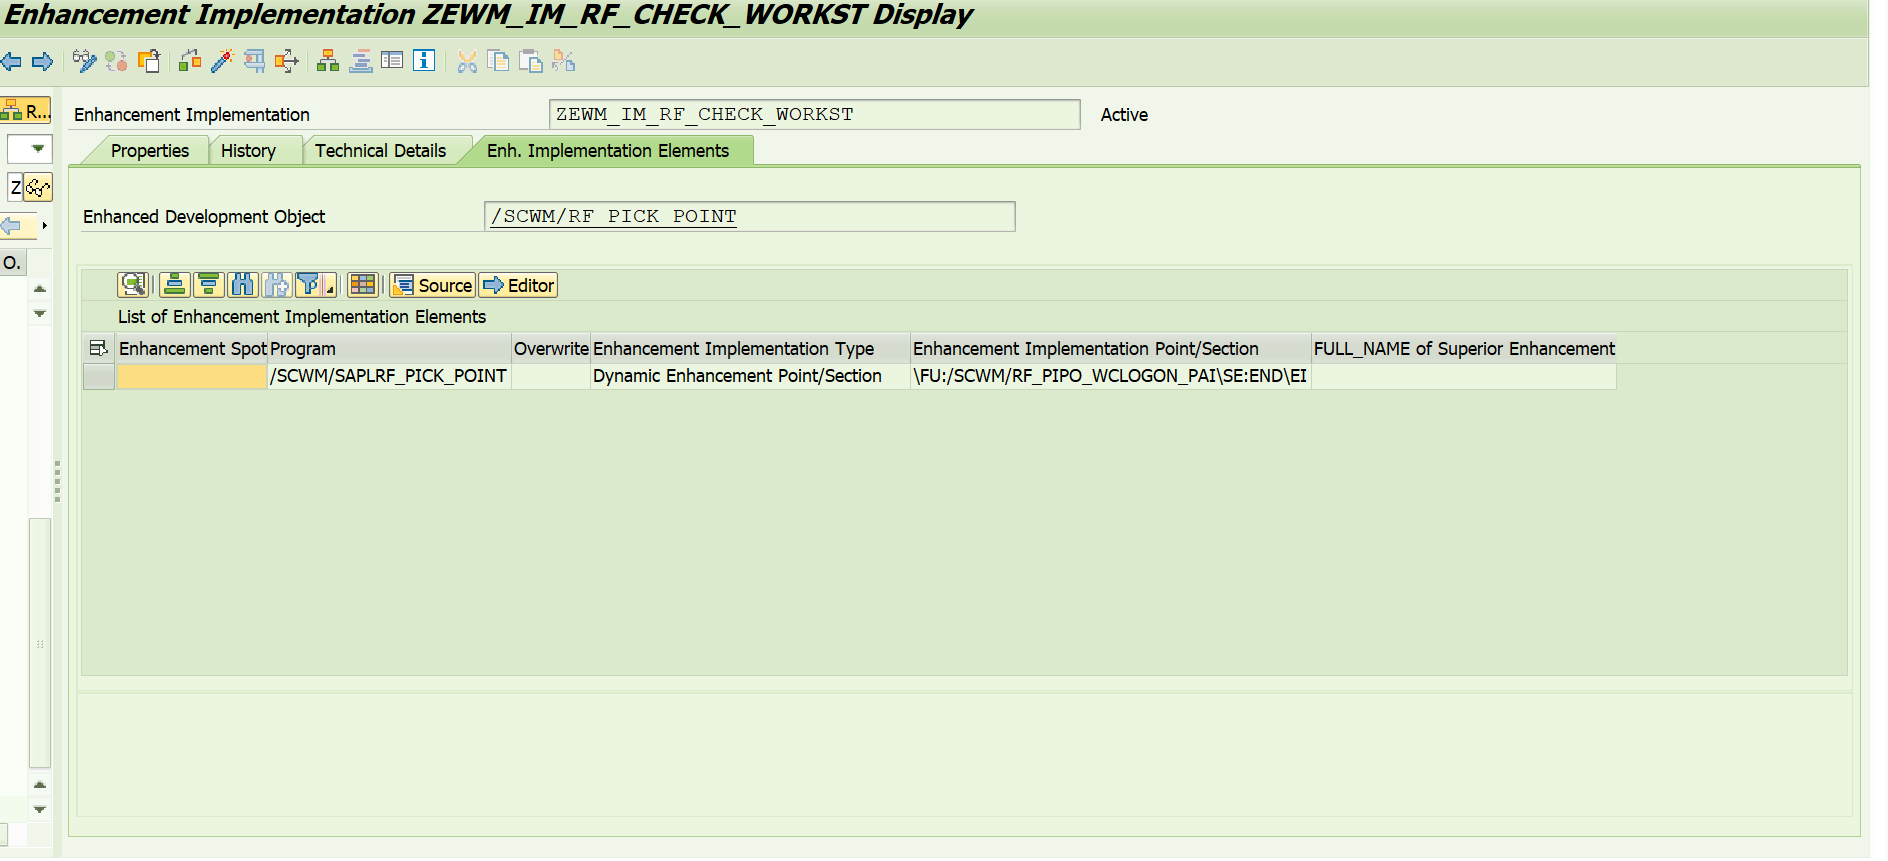 Enhancement Implementation ZEWM_IM_RF_CHECK_WORKST Display
R...
Enhancement Implementation ZEWM_IM_RF_CHECK_WORKST Active
Properties History Technical Details Enh. Implementation Elements
Z
Enhanced Development Object /SCWM/RF_PICK_POINT
O.
Source Editor
List of Enhancement Implementation Elements
Enhancement Spot Program Overwrite Enhancement Implementation Type Enhancement Implementation Point/Section FULL_NAME of Superior Enhancement
/SCWM/SAPLRF_PICK_POINT Dynamic Enhancement Point/Section \FU:/SCWM/RF_PIPO_WCLOGON_PAI\SE:END\EI